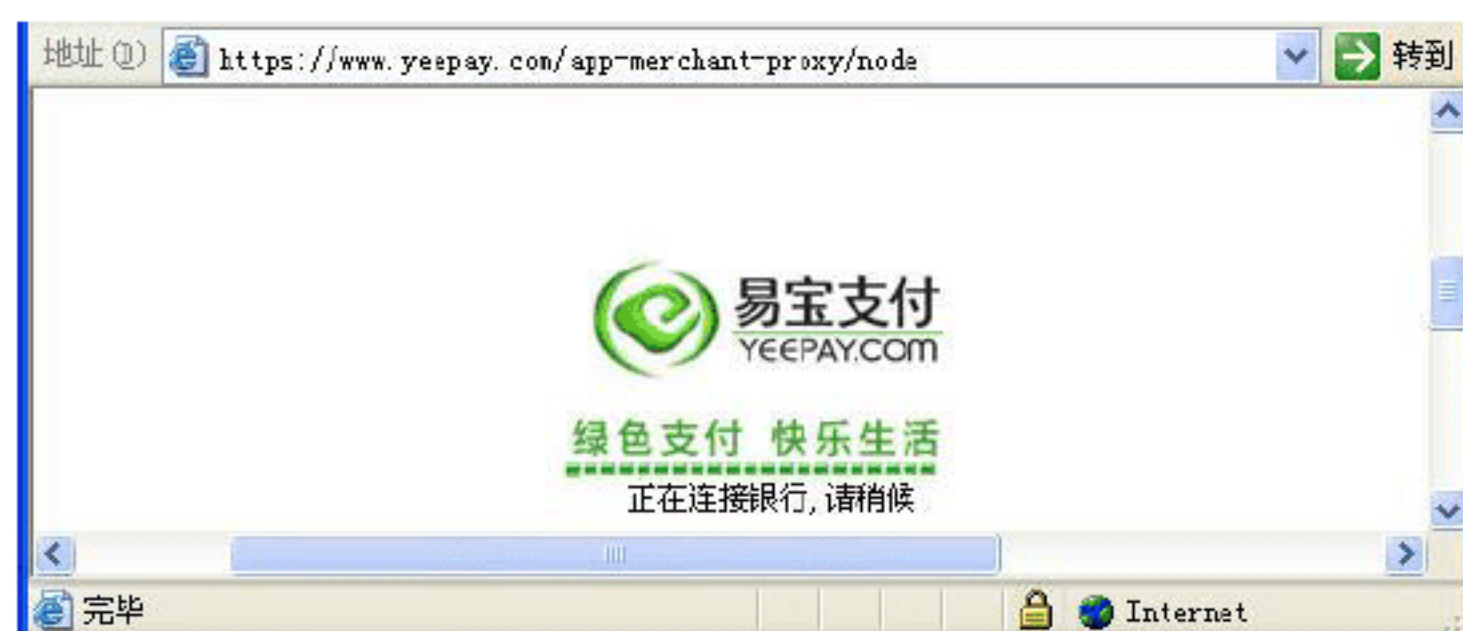 地址(D) https://www.yeepay.com/app-merchant-proxy/node 转到
易宝支付
YEEPAY.COM
绿色支付 快乐生活
正在连接银行,请稍候
完毕 Internet